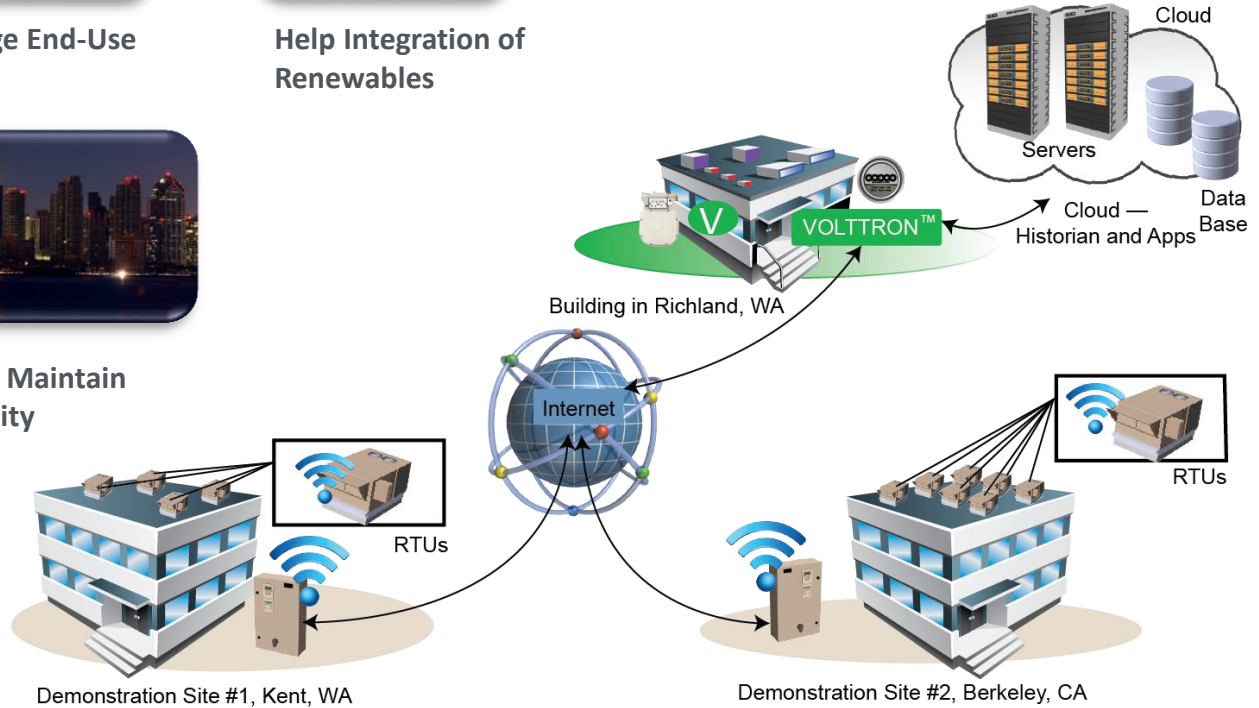 ge End-Use
Help Integration of
Renewables
Cloud
Servers
Data
Base
Cloud —
Historian and Apps
V
VOLTTRON™
Building in Richland, WA
Maintain
ity
Internet
RTUs
RTUs
Demonstration Site #1, Kent, WA
Demonstration Site #2, Berkeley, CA